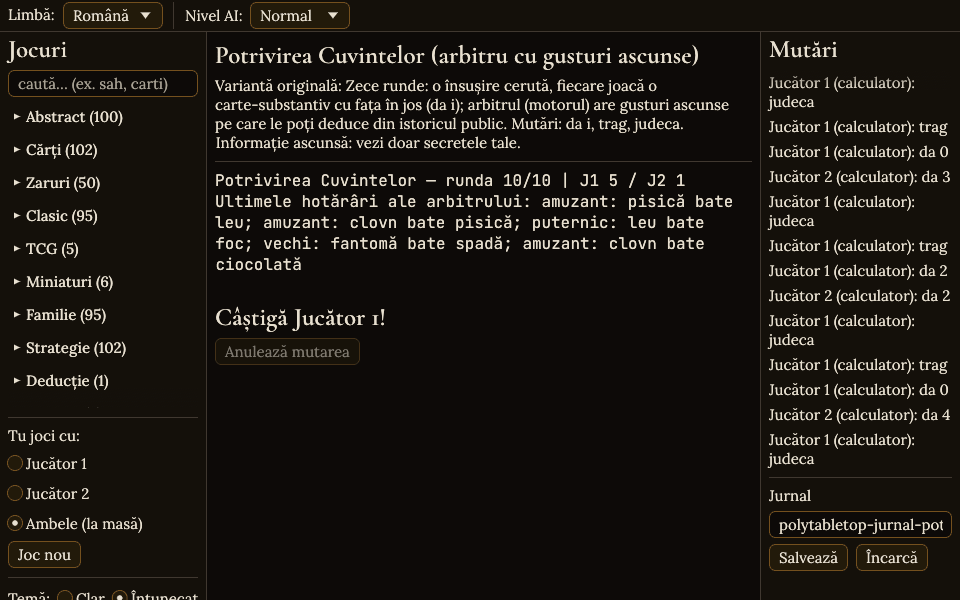 Limbă: Română ▼ Nivel AI: Normal ▼
Jocuri
caută... (ex. sah, carti)
▸ Abstract (100)
▸ Cărți (102)
▸ Zaruri (50)
▸ Clasic (95)
▸ TCG (5)
▸ Miniaturi (6)
▸ Familie (95)
▸ Strategie (102)
▸ Deducție (1)
Tu joci cu:
Jucător 1
Jucător 2
Ambele (la masă)
Joc nou
Temă: Clar Întunecat
Potrivirea Cuvintelor (arbitru cu gusturi ascunse)
Variantă originală: Zece runde: o însușire cerută, fiecare joacă o
carte-substantiv cu fața în jos (da i); arbitrul (motorul) are gusturi ascunse
pe care le poți deduce din istoricul public. Mutări: da i, trag, judeca.
Informație ascunsă: vezi doar secretele tale.
Potrivirea Cuvintelor — runda 10/10 | J1 5 / J2 1
Ultimele hotărâri ale arbitrului: amuzant: pisică bate
leu; amuzant: clovn bate pisică; puternic: leu bate
foc; vechi: fantomă bate spadă; amuzant: clovn bate
ciocolată
Câștigă Jucător 1!
Anulează mutarea
Mutări
Jucător 1 (calculator):
judeca
Jucător 1 (calculator): trag
Jucător 1 (calculator): da 0
Jucător 2 (calculator): da 3
Jucător 1 (calculator):
judeca
Jucător 1 (calculator): trag
Jucător 1 (calculator): da 2
Jucător 2 (calculator): da 2
Jucător 1 (calculator):
judeca
Jucător 1 (calculator): trag
Jucător 1 (calculator): da 0
Jucător 2 (calculator): da 4
Jucător 1 (calculator):
judeca
Jurnal
polytabletop-jurnal-pot
Salvează Încarcă